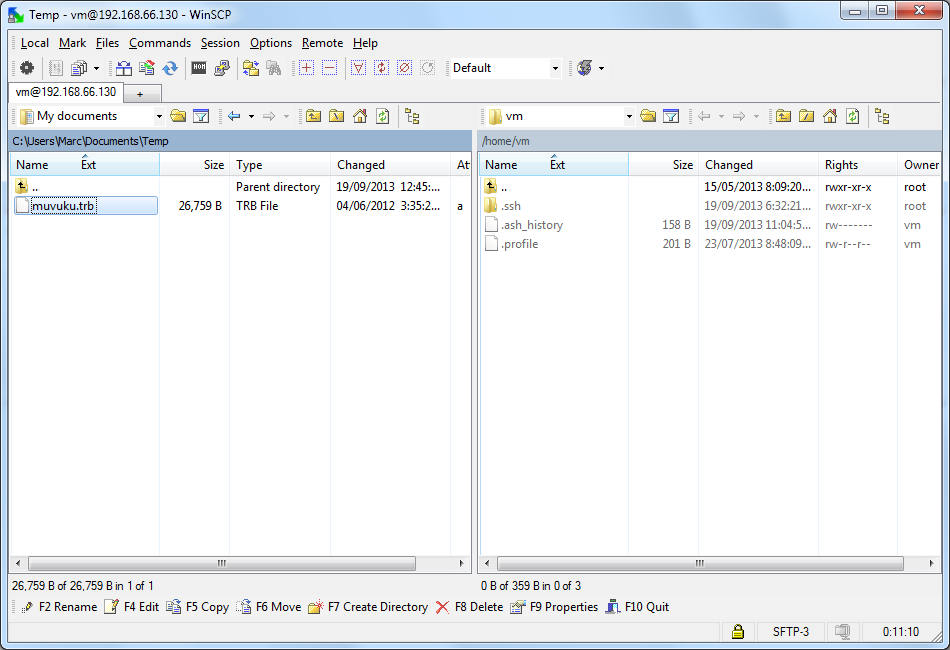 Temp - vm@192.168.66.130 - WinSCP
Local Mark Files Commands Session Options Remote Help
Default
vm@192.168.66.130 +
My documents vm
C:\Users\Marc\Documents\Temp /home/vm
Name Ext Size Type Changed At Name Ext Size Changed Rights Owner
.. Parent directory 19/09/2013 12:45:... .. 15/05/2013 8:09:20... rwxr-xr-x root
muvuku.trb 26,759 B TRB File 04/06/2012 3:35:2... a .ssh 19/09/2013 6:32:21... rwxr-xr-x root
.ash_history 158 B 19/09/2013 11:04:5... rw------- vm
.profile 201 B 23/07/2013 8:48:09... rw-r--r-- vm
26,759 B of 26,759 B in 1 of 1 0 B of 359 B in 0 of 3
F2 Rename F4 Edit F5 Copy F6 Move F7 Create Directory F8 Delete F9 Properties F10 Quit
SFTP-3 0:11:10